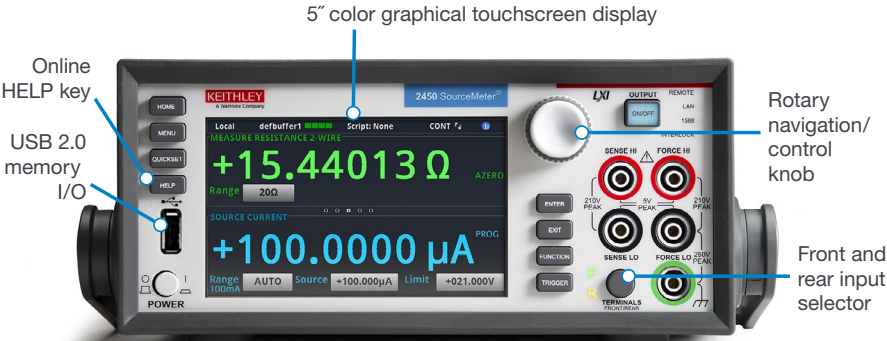 5″ color graphical touchscreen display
Online
HELP key
USB 2.0
memory
I/O
Rotary
navigation/
control
knob
Front and
rear input
selector
KEITHLEY
A Tektronix Company
2450 SourceMeter®
LXI
OUTPUT
ON/OFF
REMOTE
LAN
1588
INTERLOCK
HOME
MENU
QUICKSET
HELP
POWER
Local defbuffer1 Script: None CONT
MEASURE RESISTANCE 2-WIRE
+15.44013 Ω
AZERO
Range 20Ω
SOURCE CURRENT
+100.0000 µA
PROG
Range AUTO Source +100.000µA Limit +021.000V
100mA
ENTER
EXIT
FUNCTION
TRIGGER
SENSE HI FORCE HI
210V
PEAK
5V
PEAK
210V
PEAK
SENSE LO FORCE LO
250V
PEAK
F
R
TERMINALS
FRONT/REAR